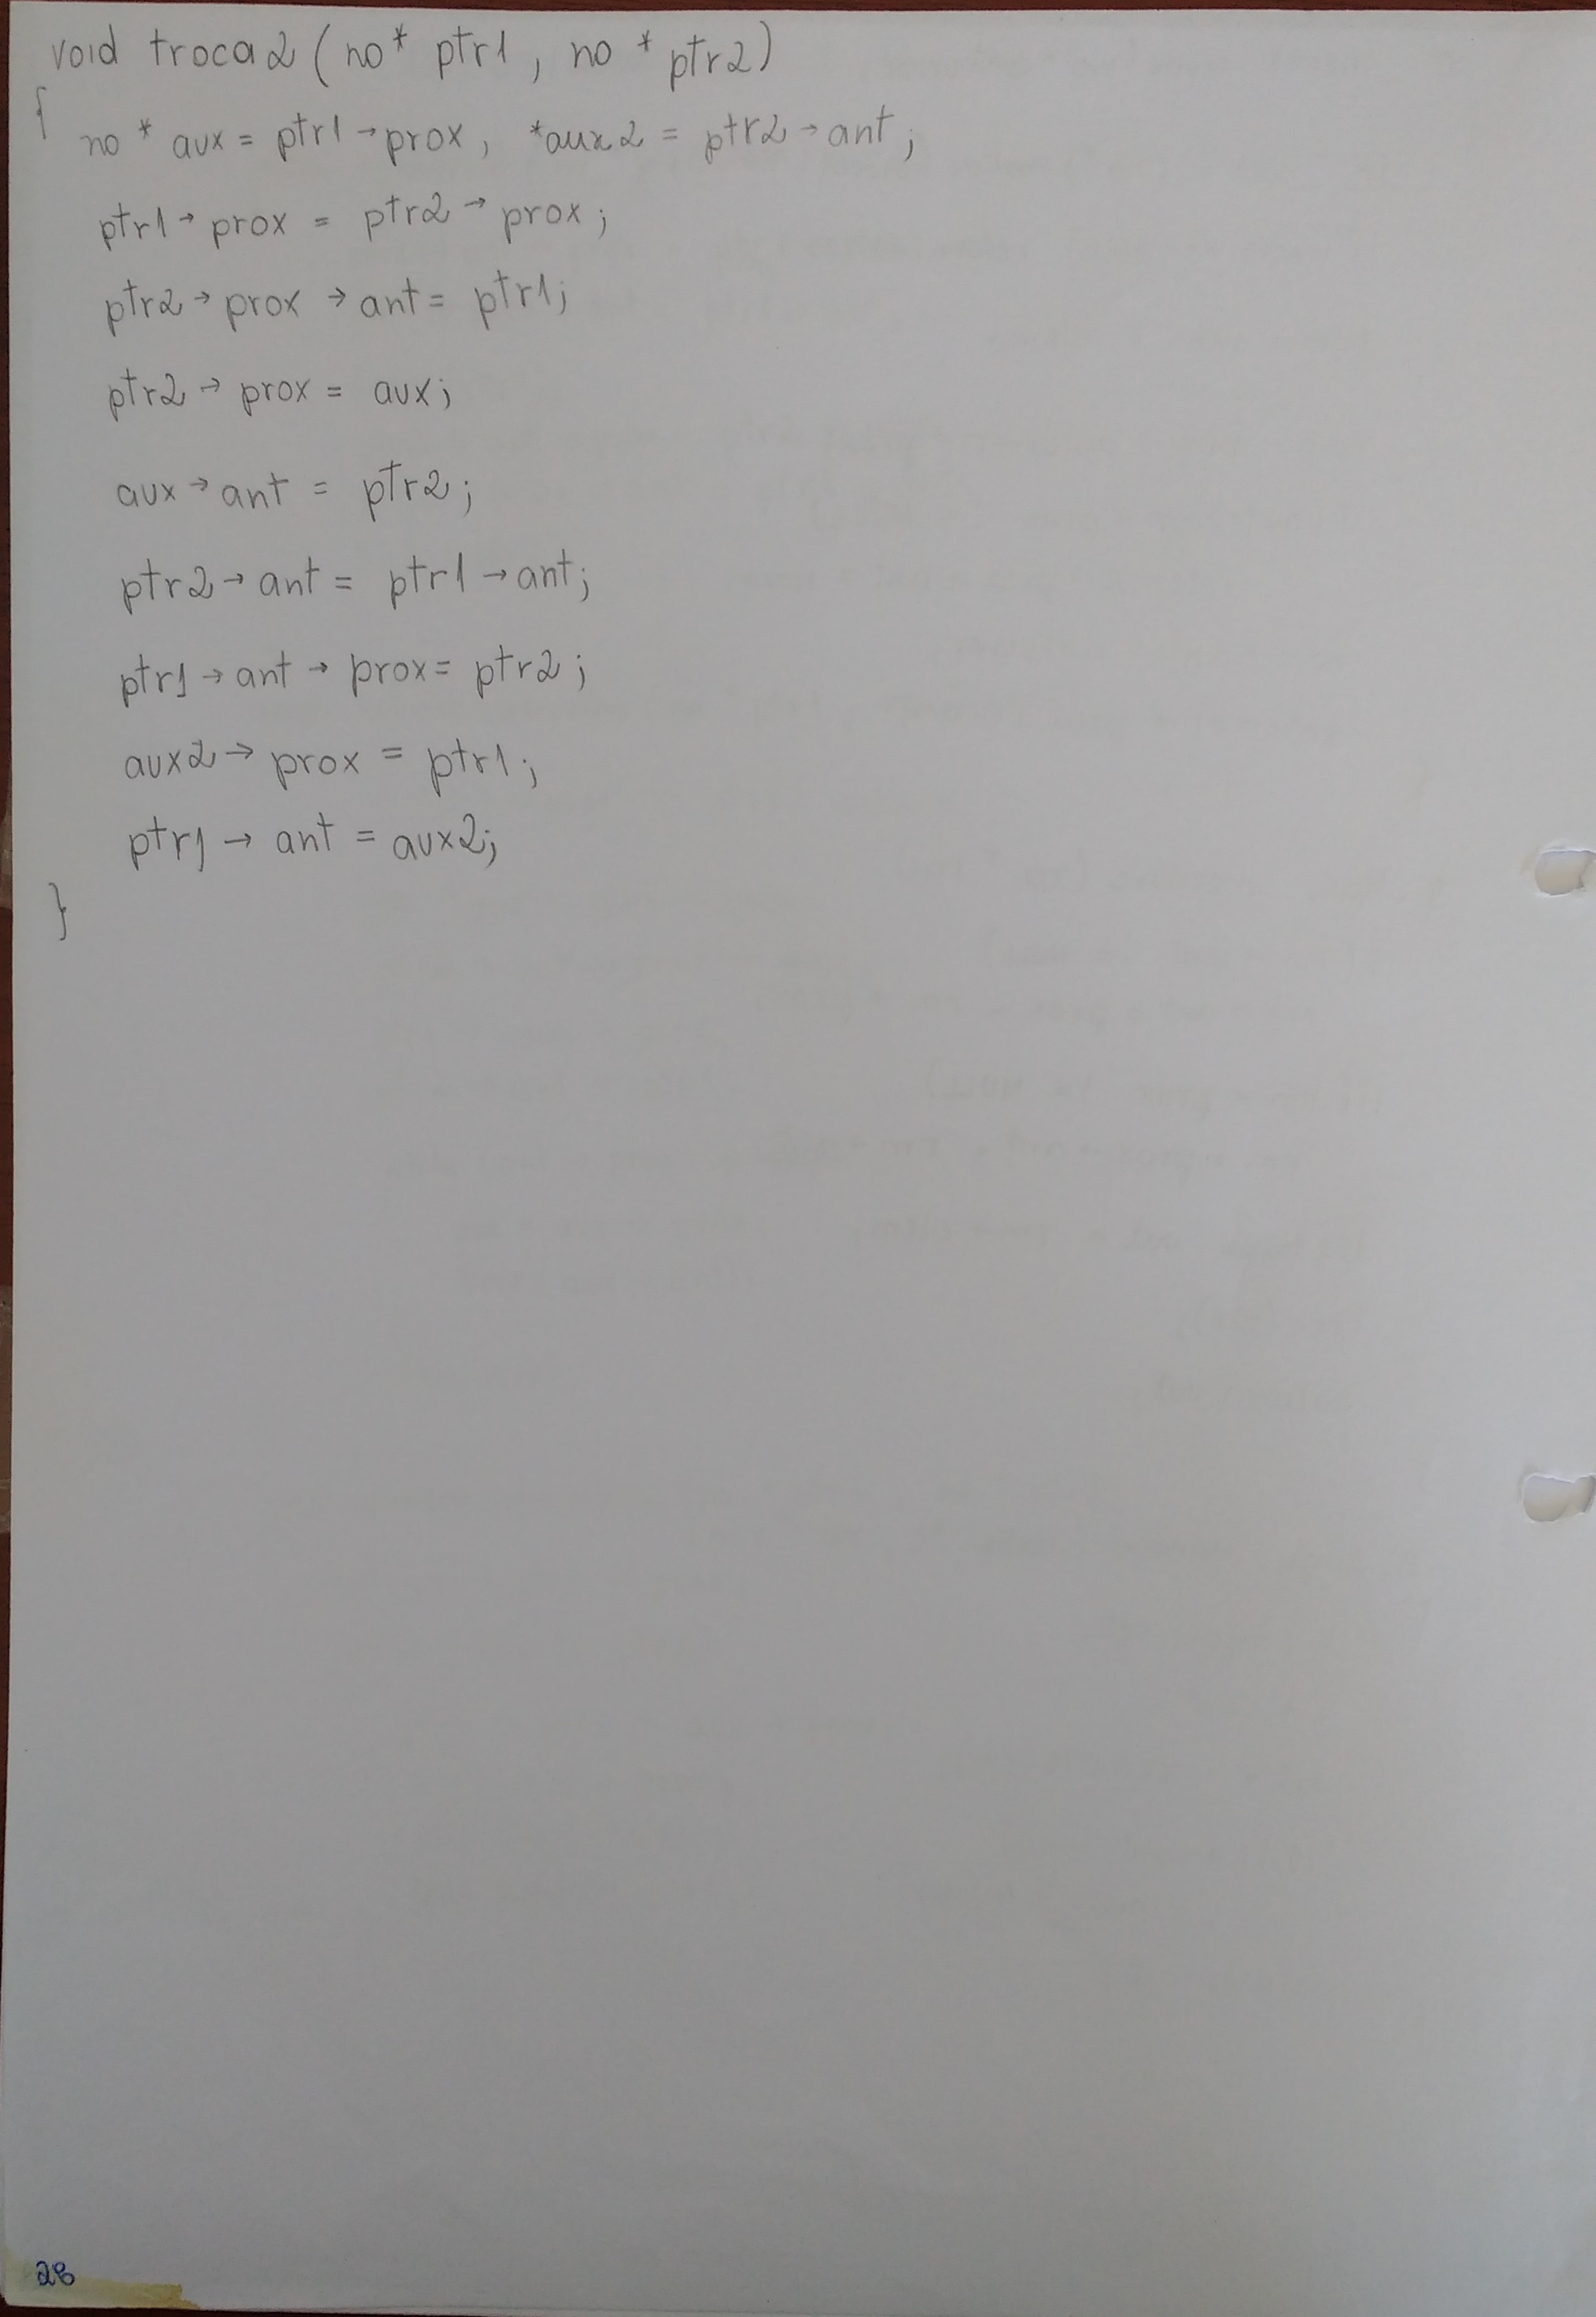 void troca2 (no* ptr1, no* ptr2)
{
no* aux = ptr1→prox, *aux2 = ptr2→ant;
ptr1→prox = ptr2→prox;
ptr2→prox→ant = ptr1;
ptr2→prox = aux;
aux→ant = ptr2;
ptr2→ant = ptr1→ant;
ptr1→ant→prox = ptr2;
aux2→prox = ptr1;
ptr1→ant = aux2;
}
28